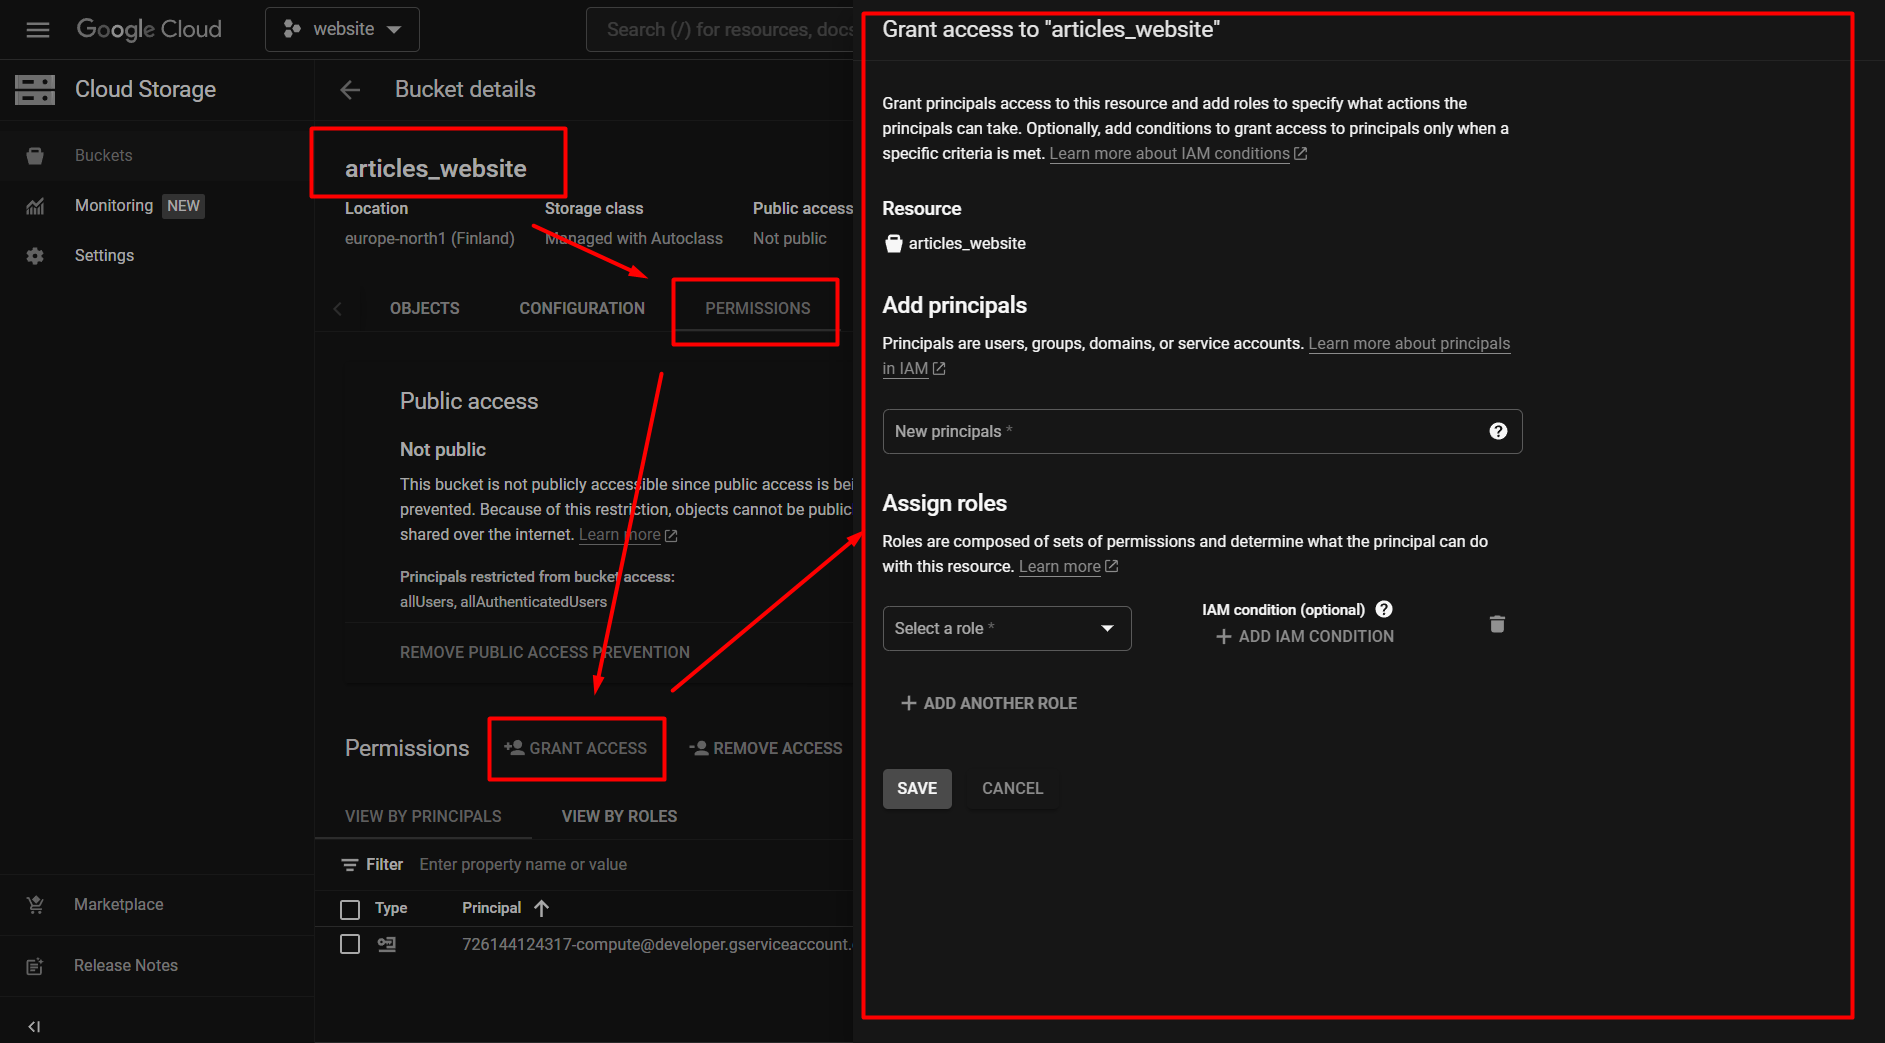 Google Cloud
website
Search (/) for resources, docs
Cloud Storage
Buckets
Monitoring NEW
Settings
Marketplace
Release Notes
Bucket details
articles_website
Location
Storage class
Public access
europe-north1 (Finland)
Managed with Autoclass
Not public
OBJECTS
CONFIGURATION
PERMISSIONS
Public access
Not public
This bucket is not publicly accessible since public access is bei
prevented. Because of this restriction, objects cannot be public
shared over the internet. Learn more
Principals restricted from bucket access:
allUsers, allAuthenticatedUsers
REMOVE PUBLIC ACCESS PREVENTION
Permissions
GRANT ACCESS
REMOVE ACCESS
VIEW BY PRINCIPALS
VIEW BY ROLES
Filter Enter property name or value
Type
Principal
726144124317-compute@developer.gserviceaccount.
Grant access to "articles_website"
Grant principals access to this resource and add roles to specify what actions the
principals can take. Optionally, add conditions to grant access to principals only when a
specific criteria is met. Learn more about IAM conditions
Resource
articles_website
Add principals
Principals are users, groups, domains, or service accounts. Learn more about principals
in IAM
New principals *
Assign roles
Roles are composed of sets of permissions and determine what the principal can do
with this resource. Learn more
Select a role *
IAM condition (optional)
ADD IAM CONDITION
ADD ANOTHER ROLE
SAVE
CANCEL